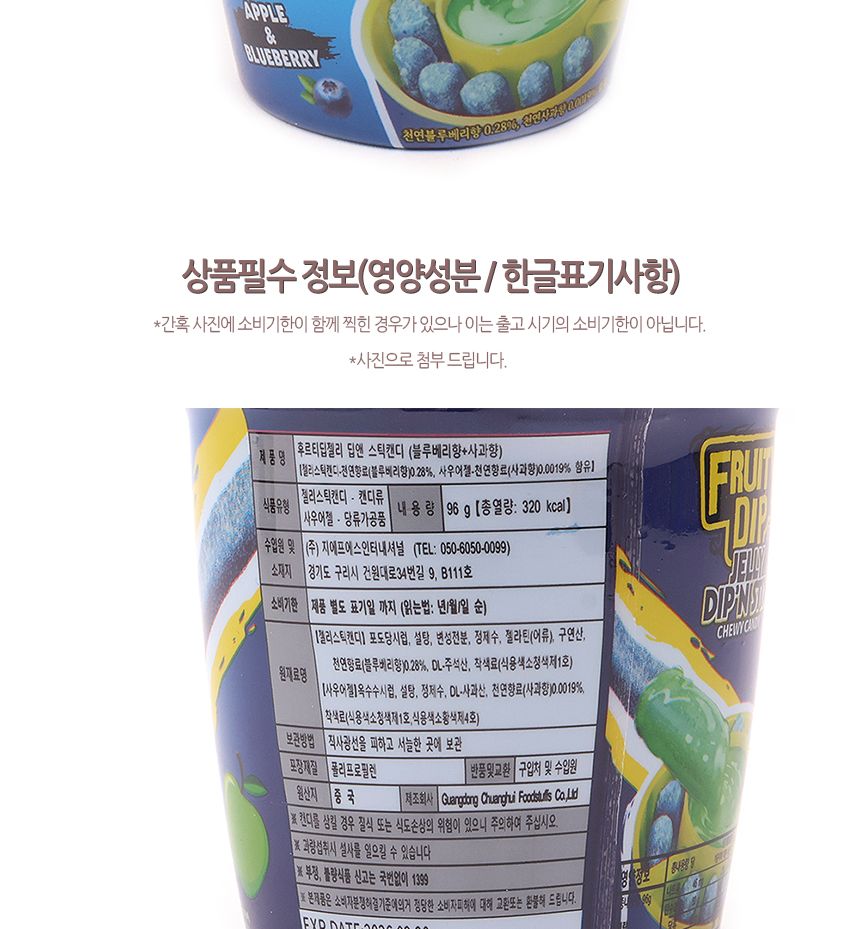 APPLE
&
BLUEBERRY
천연블루베리향 0.28%, 천연사과향 0.0019%
상품필수 정보(영양성분 / 한글표기사항)
*간혹 사진에 소비기한이 함께 찍힌 경우가 있으나 이는 출고 시기의 소비기한이 아닙니다.
*사진으로 첨부 드립니다.
제 품 명 후르티딥젤리 딥앤 스틱캔디 (블루베리향+사과향)
【젤리스틱캔디-천연향료(블루베리향)0.28%, 사우어젤-천연향료(사과향)0.0019% 함유】
식품유형 젤리스틱캔디 - 캔디류 내 용 량 96 g【총열량: 320 kcal】
사우어젤 - 당류가공품
수입원 및 (주) 지에프에스인터내셔널 (TEL: 050-6050-0099)
소재지 경기도 구리시 건원대로34번길 9, B111호
소비기한 제품 별도 표기일 까지 (읽는법: 년/월/일 순)
원재료명 【젤리스틱캔디】 포도당시럽, 설탕, 변성전분, 정제수, 젤라틴(어류), 구연산,
천연향료(블루베리향)0.28%, DL-주석산, 착색료(식용색소청색제1호)
【사우어젤】옥수수시럽, 설탕, 정제수, DL-사과산, 천연향료(사과향)0.0019%,
착색료(식용색소청색제1호,식용색소황색제4호)
보관방법 직사광선을 피하고 서늘한 곳에 보관
포장재질 폴리프로필렌 반품및교환 구입처 및 수입원
원산지 중 국 제조회사 Guangdong Chuanghui Foodstuffs Co.,Ltd
※ 캔디를 삼킬 경우 질식 또는 식도손상의 위험이 있으니 주의하여 주십시오.
※ 과량섭취시 설사를 일으킬 수 있습니다
※ 부정, 불량식품 신고는 국번없이 1399
※ 본제품은 소비자분쟁해결기준에의거 정당한 소비자피해에 대해 교환또는 환불해 드립니다.
FRUIT
DIP
JELLY
DIP'N
CHEWY CANDY